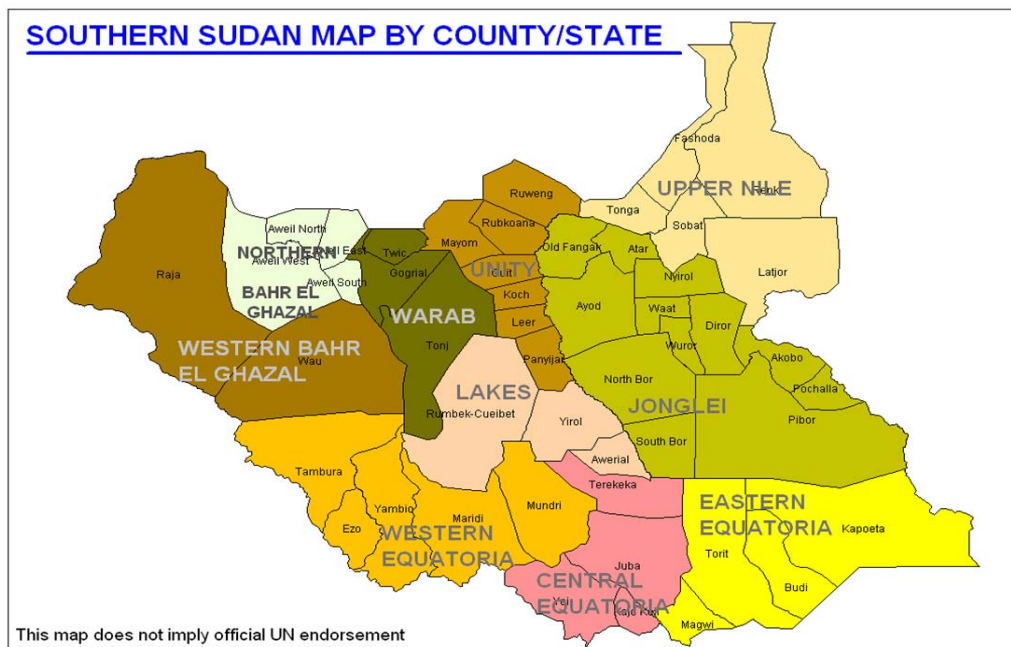 SOUTHERN SUDAN MAP BY COUNTY/STATE
Fashoda
UPPER NILE
Renk
Ruweng
Tonga
Rubkoana
Sobat
Aweil North
Mayom
Old Fangak
Atar
Aweil East
NORTHERN
Twic
Aweil West
Raja
Gogrial
UNITY
Guit
Nyirol
Latjor
Aweil South
BAHR EL
GHAZAL
Koch
Ayod
Waat
WARAB
Leer
Diror
Tonj
Wuror
WESTERN BAHR
EL GHAZAL
Wau
Panyijar
Akobo
North Bor
Pochalla
LAKES
JONGLEI
Rumbek-Cueibet
Yirol
Pibor
South Bor
Awerial
Tambura
Terekeka
EASTERN
EQUATORIA
Yambio
Maridi
Mundri
Kapoeta
Ezo
WESTERN
EQUATORIA
Torit
Juba
CENTRAL
EQUATORIA
Budi
Yei
Kajo Keji
Magwi
This map does not imply official UN endorsement